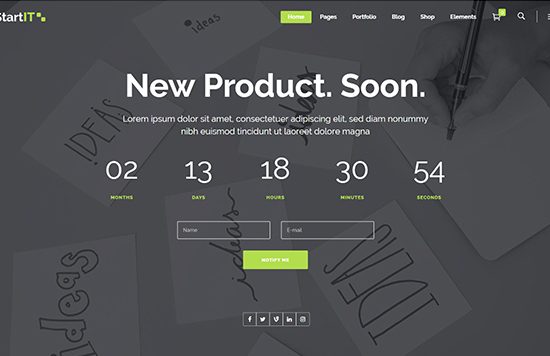 StartIT
Home Pages Portfolio Blog Shop Elements
ideas
New Product. Soon.
Lorem ipsum dolor sit amet, consectetuer adipiscing elit, sed diam nonummy
nibh euismod tincidunt ut laoreet dolore magna
IDEAS
ideas
02 13 18 30 54
MONTHS DAYS HOURS MINUTES SECONDS
Name E-mail
ideas
NOTIFY ME
ideas
IDEAS